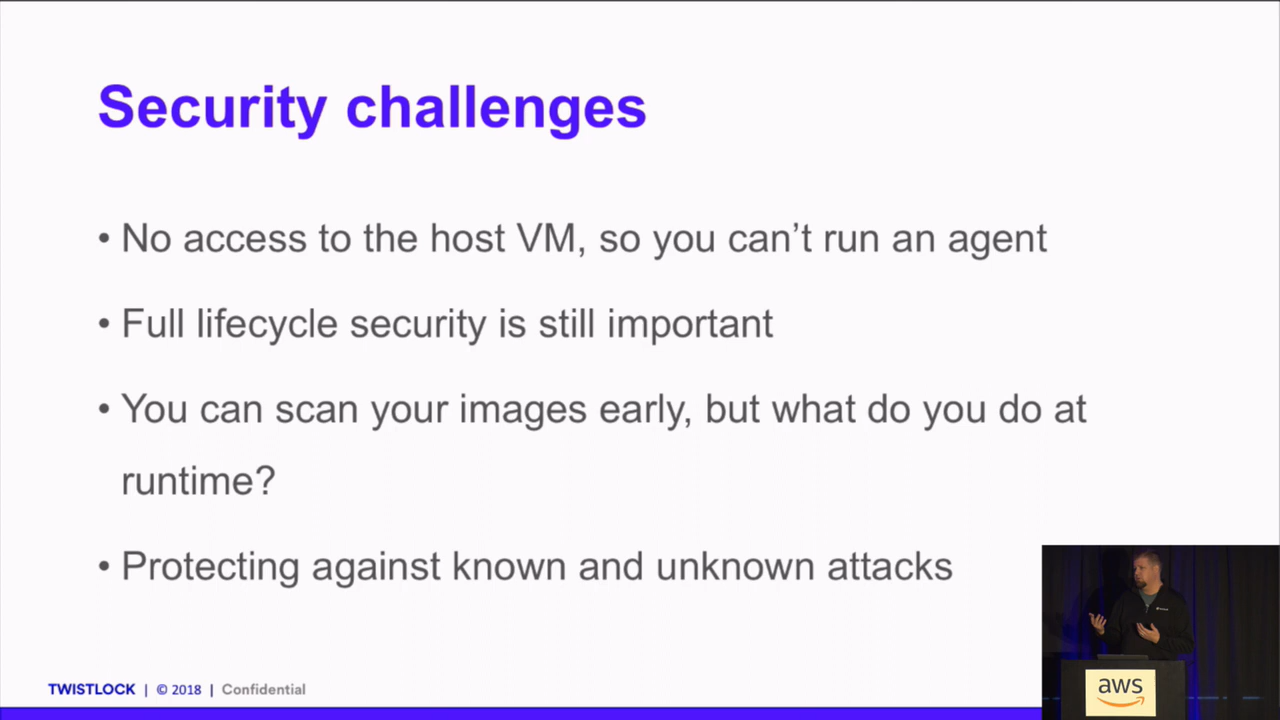 Security challenges
• No access to the host VM, so you can’t run an agent
• Full lifecycle security is still important
• You can scan your images early, but what do you do at
runtime?
• Protecting against known and unknown attacks
TWISTLOCK | © 2018 | Confidential
aws